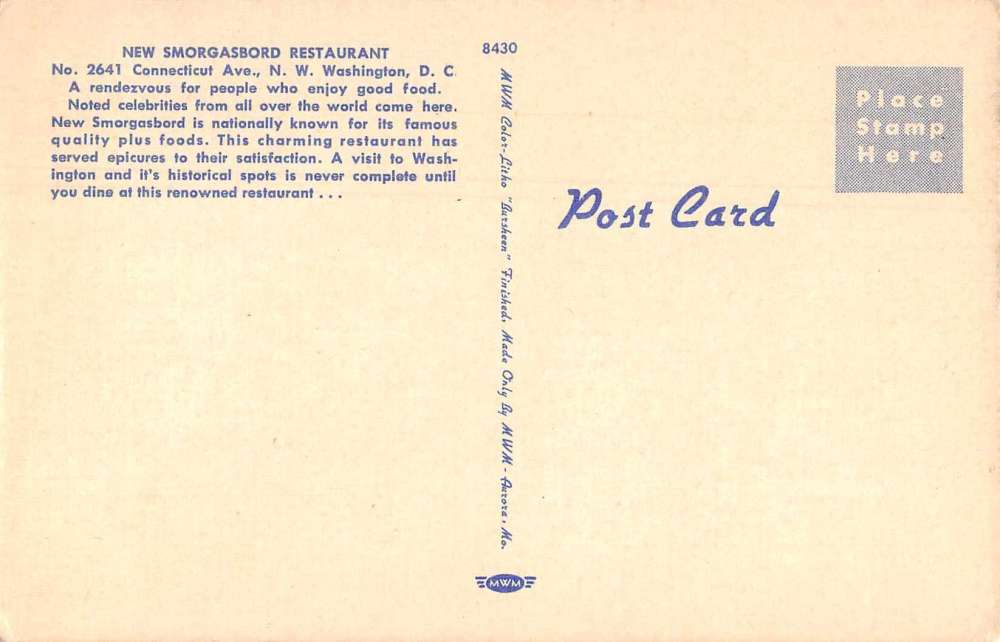 NEW SMORGASBORD RESTAURANT
No. 2641 Connecticut Ave., N. W. Washington, D. C.
A rendezvous for people who enjoy good food.
Noted celebrities from all over the world come here.
New Smorgasbord is nationally known for its famous
quality plus foods. This charming restaurant has
served epicures to their satisfaction. A visit to Wash-
ington and it's historical spots is never complete until
you dine at this renowned restaurant . . .
8430
MWM Color-Litho "Bursheen" Finished, Made Only By MWM - Aurora, Mo.
MWM
Post Card
Place
Stamp
Here